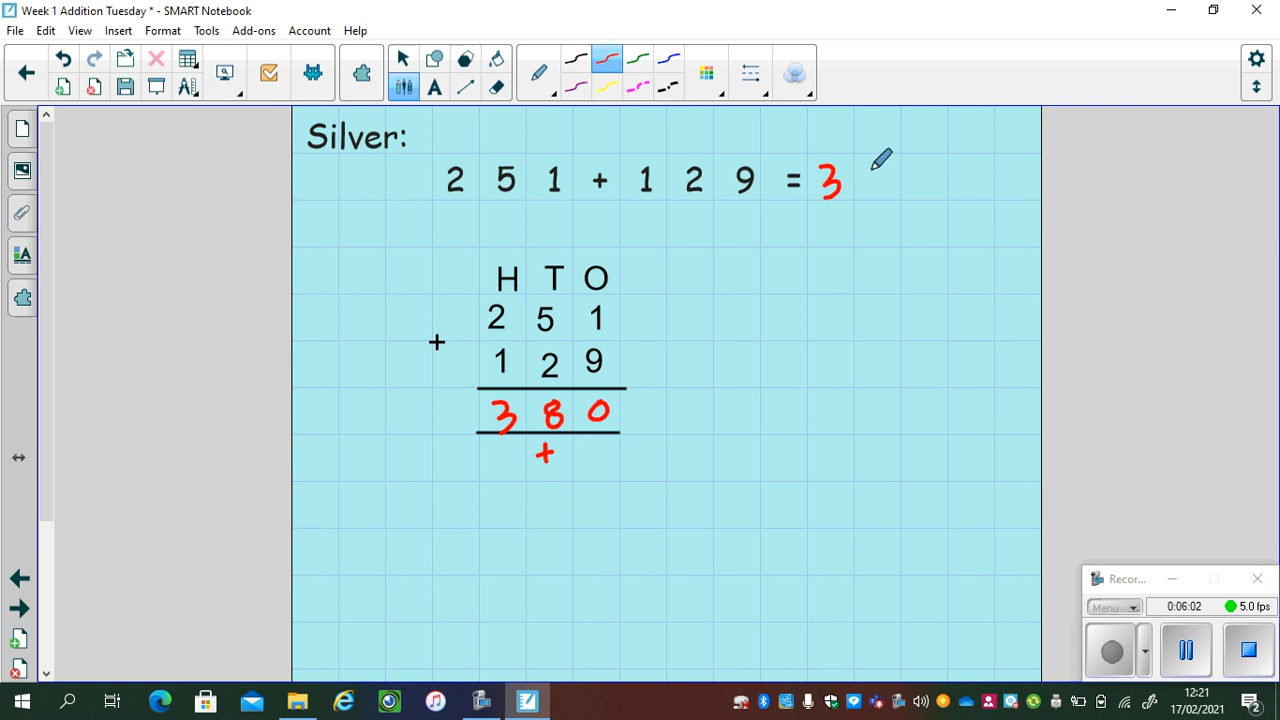 Week 1 Addition Tuesday * - SMART Notebook
File Edit View Insert Format Tools Add-ons Account Help
Silver:
2 5 1 + 1 2 9 = 3
H T O
2 5 1
+ 1 2 9
3 8 0
+
Recor...
Menu 0:06:02 5.0 fps
12:21
17/02/2021
2